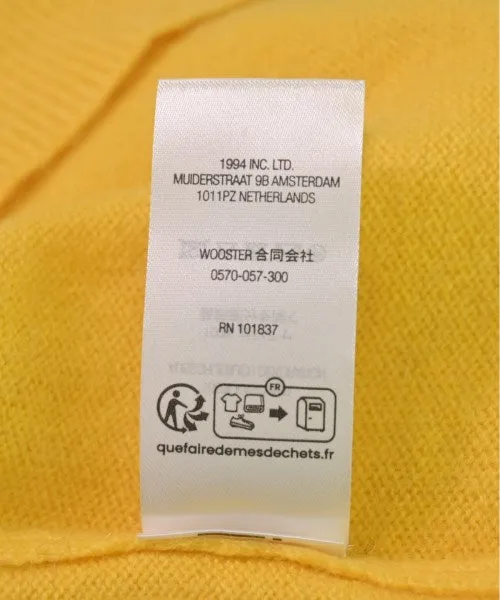 1994 INC. LTD.
MUIDERSTRAAT 9B AMSTERDAM
1011PZ NETHERLANDS
WOOSTER 合同会社
0570-057-300
RN 101837
FR
quefairedemesdechets.fr